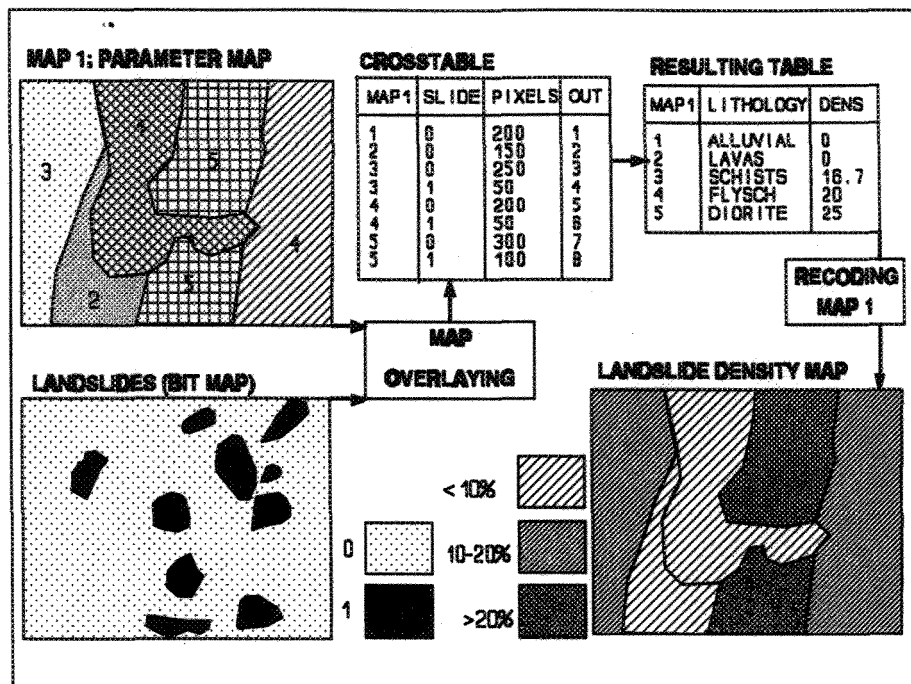 MAP 1: PARAMETER MAP
3
5
4
2
5
CROSSTABLE
MAP1 SLIDE PIXELS OUT
1 0 200 1
2 0 150 2
3 0 250 3
3 1 50 4
4 0 200 5
4 1 50 6
5 0 300 7
5 1 100 8
RESULTING TABLE
MAP1 LITHOLOGY DENS
1 ALLUVIAL 0
2 LAVAS 0
3 SCHISTS 16.7
4 FLYSCH 20
5 DIORITE 25
RECODING
MAP 1
MAP
OVERLAYING
LANDSLIDES (BIT MAP)
0
1
< 10%
10-20%
>20%
LANDSLIDE DENSITY MAP